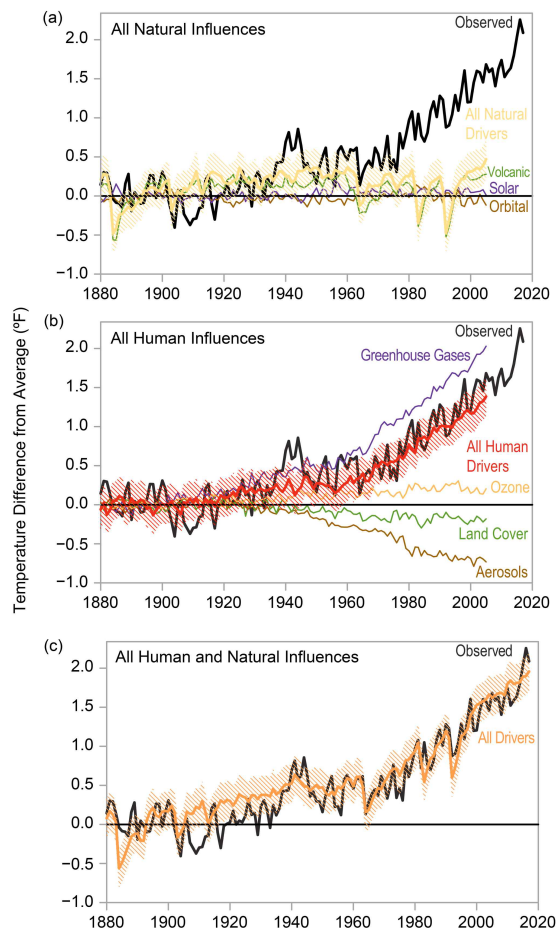 (a)
All Natural Influences
Observed
2.0
1.5
1.0
0.5
0.0
−0.5
−1.0
All Natural
Drivers
Volcanic
Solar
Orbital
1880 1900 1920 1940 1960 1980 2000 2020
Temperature Difference from Average (ºF)
(b)
All Human Influences
Observed
Greenhouse Gases
2.0
1.5
1.0
0.5
0.0
−0.5
−1.0
All Human
Drivers
Ozone
Land Cover
Aerosols
1880 1900 1920 1940 1960 1980 2000 2020
(c)
All Human and Natural Influences
Observed
2.0
1.5
1.0
0.5
0.0
−0.5
−1.0
All Drivers
1880 1900 1920 1940 1960 1980 2000 2020